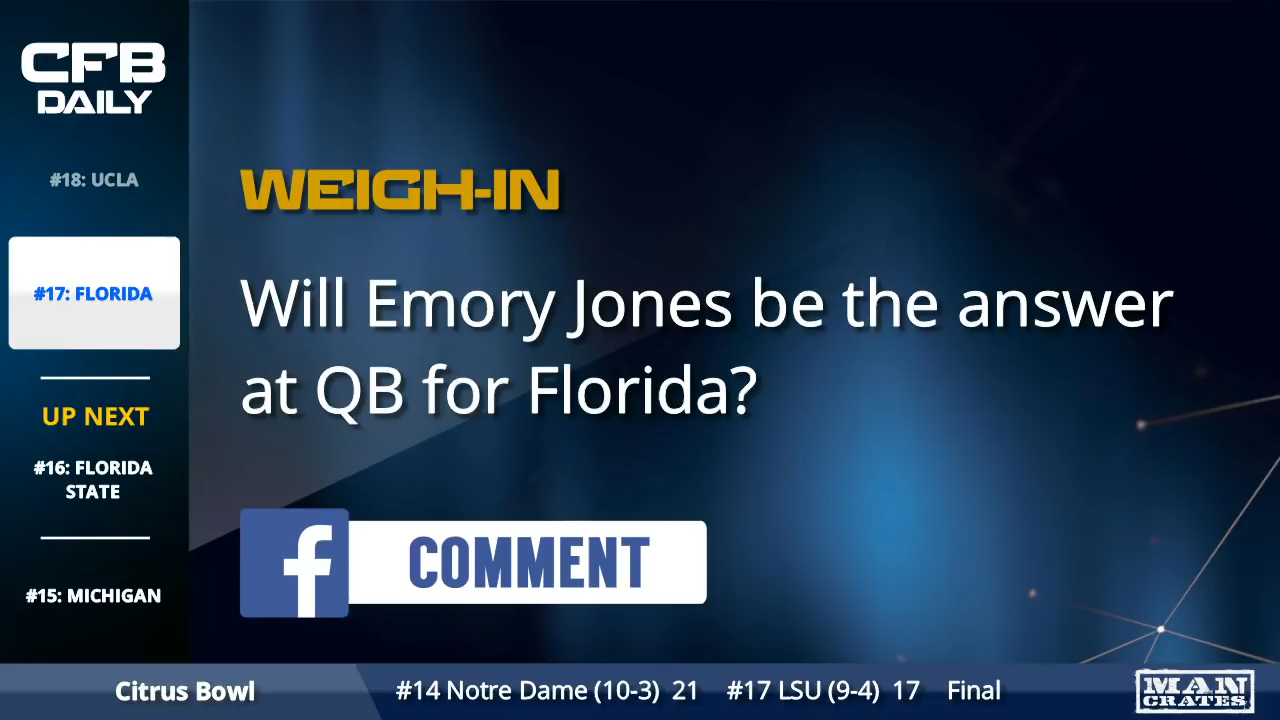 CFB
DAILY
#18: UCLA
#17: FLORIDA
UP NEXT
#16: FLORIDA
STATE
#15: MICHIGAN
WEIGH-IN
Will Emory Jones be the answer
at QB for Florida?
f COMMENT
Citrus Bowl #14 Notre Dame (10-3) 21 #17 LSU (9-4) 17 Final
MAN
CRATES